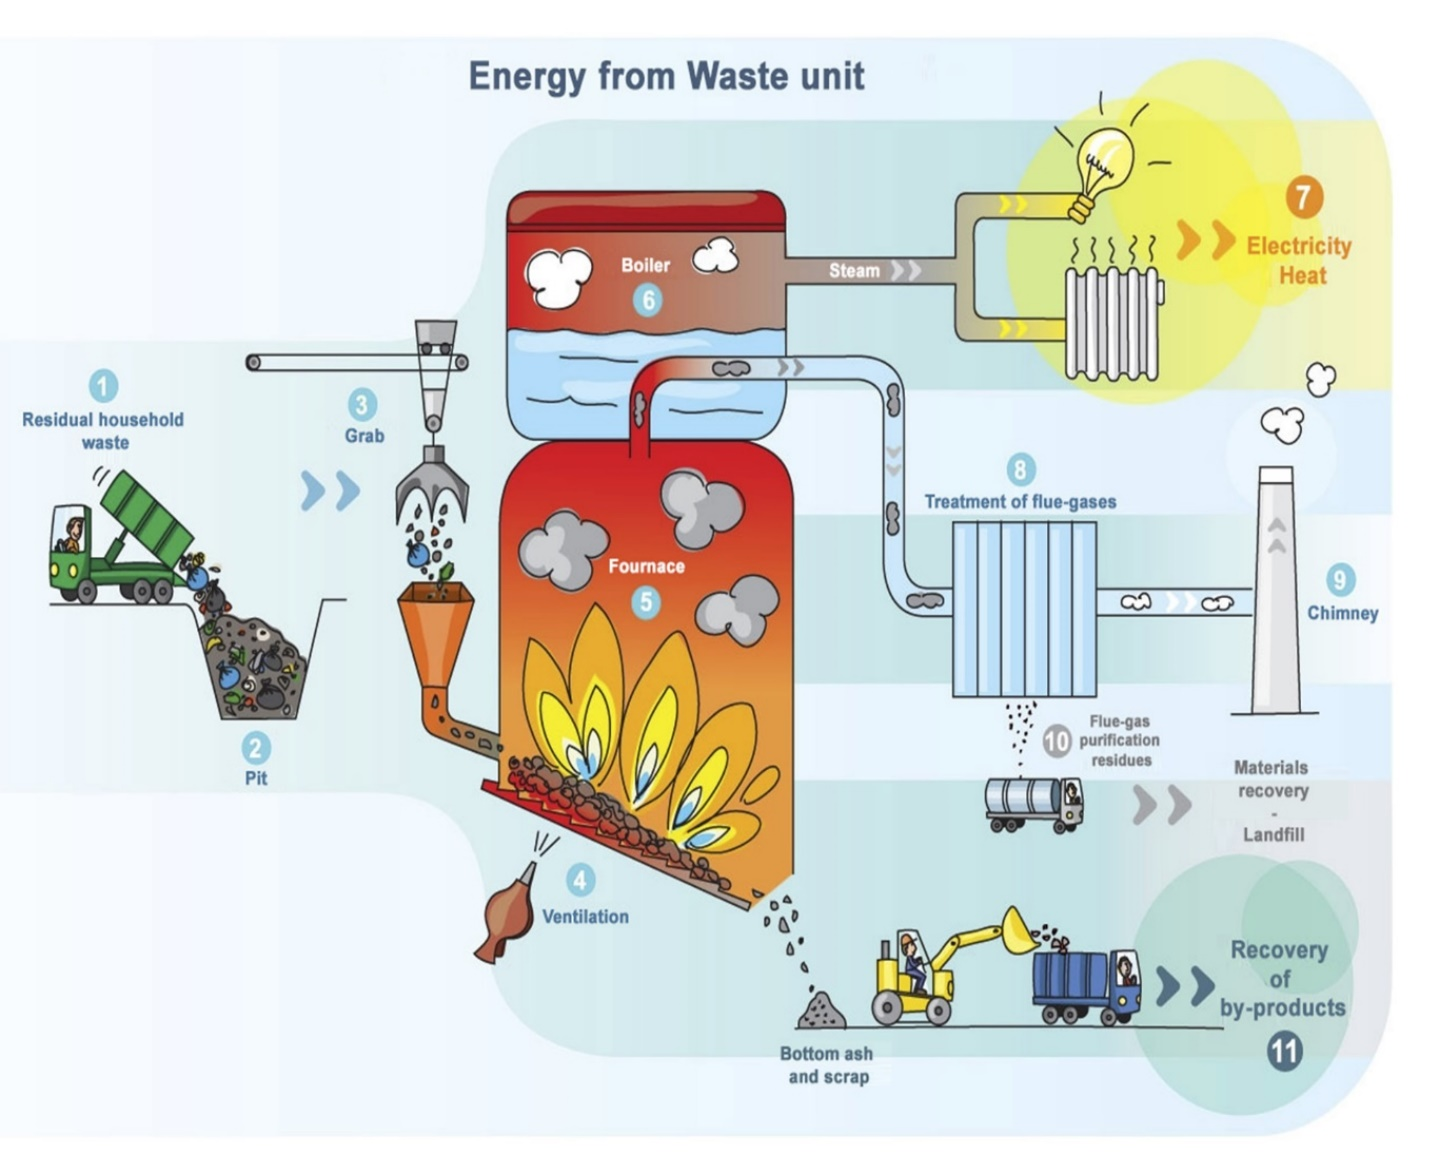 Energy from Waste unit
1
Residual household
waste
2
Pit
3
Grab
4
Ventilation
Fournace
5
Boiler
6
Steam
7
Electricity
Heat
8
Treatment of flue-gases
9
Chimney
10
Flue-gas
purification
residues
Materials
recovery
-
Landfill
Bottom ash
and scrap
Recovery
of
by-products
11